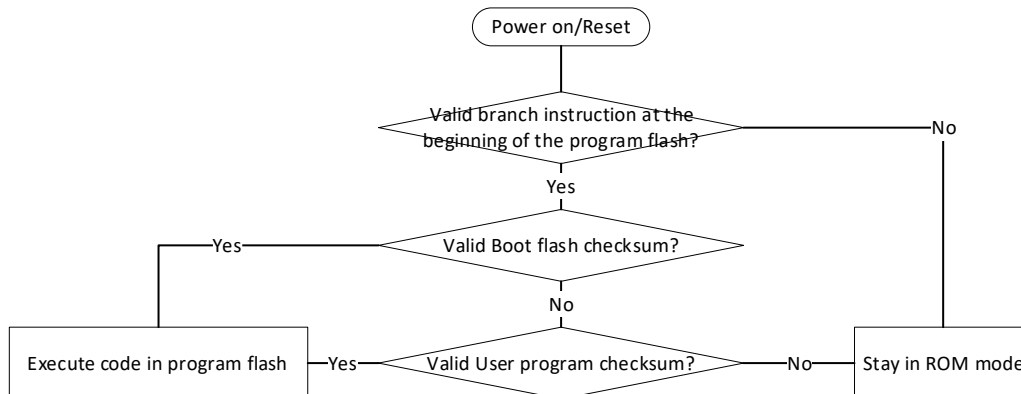 Power on/Reset
Valid branch instruction at the
beginning of the program flash?
No
Yes
Yes
Valid Boot flash checksum?
No
Execute code in program flash
Yes
Valid User program checksum?
No
Stay in ROM mode